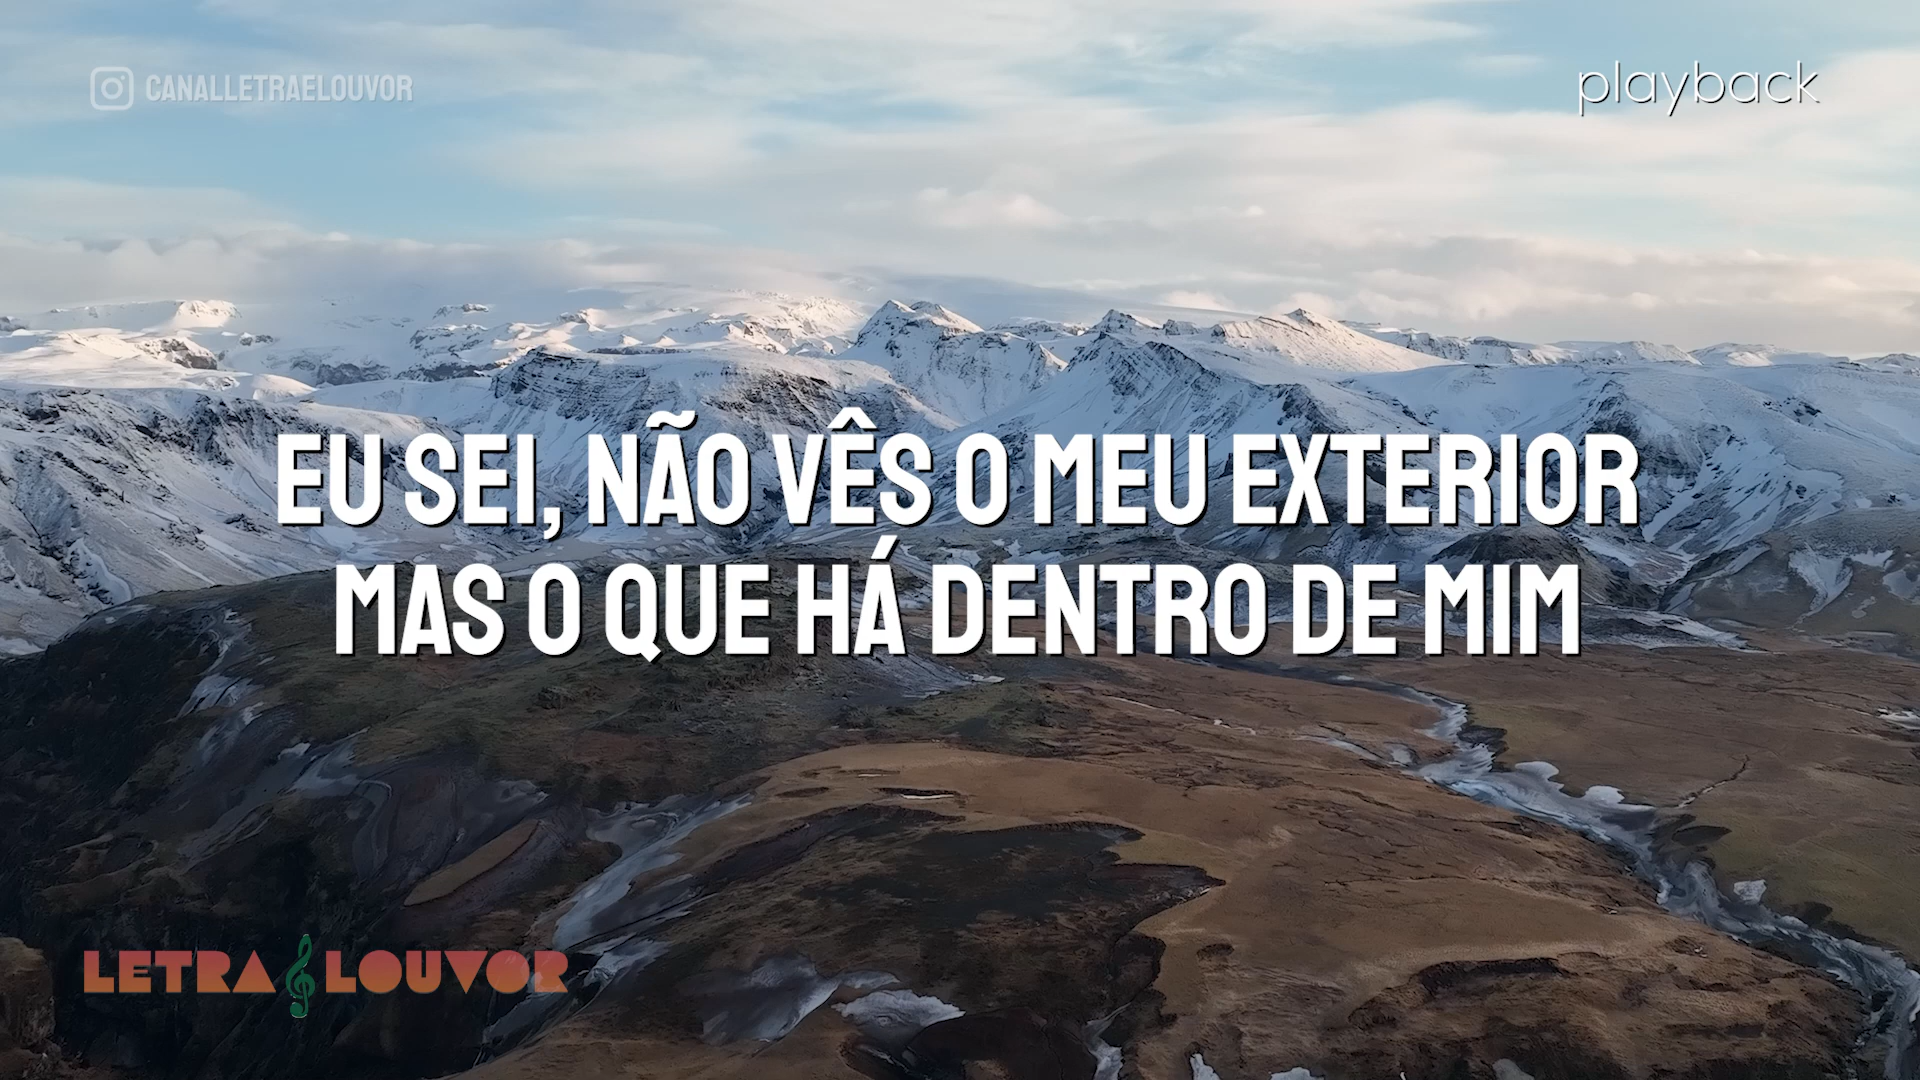 CANALLETRAELOUVOR
playback
EU SEI, NÃO VÊS O MEU EXTERIOR
MAS O QUE HÁ DENTRO DE MIM
LETRA LOUVOR